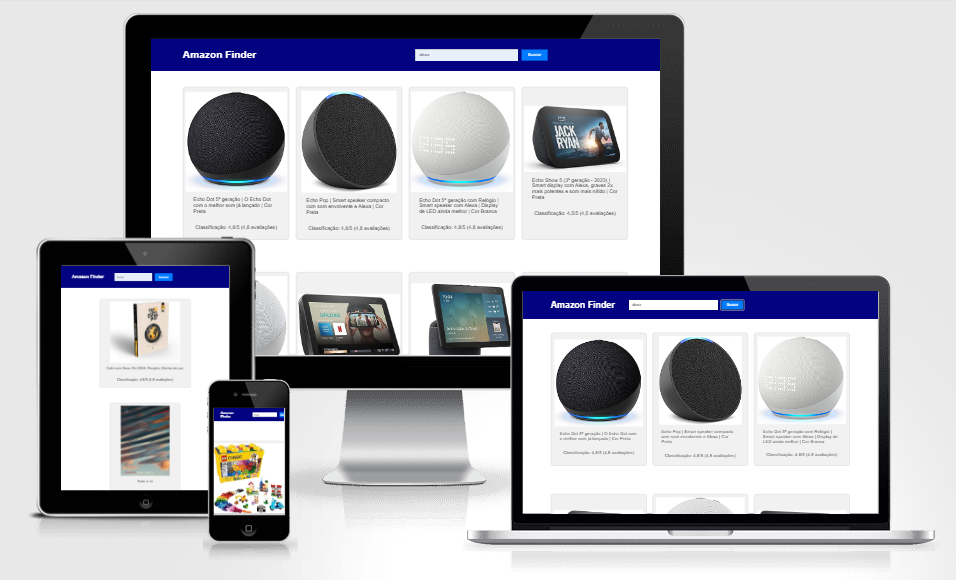 Amazon Finder
Buscar
Echo Dot 5ª geração | O Echo Dot
com o melhor som já lançado | Cor
Preta
Classificação: 4,8/5 (4,8 avaliações)
Echo Pop | Smart speaker compacto
com som envolvente e Alexa | Cor
Preta
Classificação: 4,8/5 (4,8 avaliações)
Echo Dot 5ª geração com Relógio |
Smart speaker com Alexa | Display
de LED ainda melhor | Cor Branca
Classificação: 4,8/5 (4,8 avaliações)
JACK
RYAN
Echo Show 5 (3ª geração - 2023) |
Smart display com Alexa, graves 2x
mais potentes e som mais nítido | Cor
Preta
Classificação: 4,5/5 (4,5 avaliações)
Amazon Finder
Classificação: 4,8/5 (4,8 avaliações)
Amazon
Finder
CLASSIC
Amazon Finder
Buscar
Echo Dot 5ª geração | O Echo Dot com
o melhor som já lançado | Cor Preta
Classificação: 4,8/5 (4,8 avaliações)
Echo Pop | Smart speaker compacto
com som envolvente e Alexa | Cor
Preta
Classificação: 4,8/5 (4,8 avaliações)
Echo Dot 5ª geração com Relógio |
Smart speaker com Alexa | Display de
LED ainda melhor | Cor Branca
Classificação: 4,8/5 (4,8 avaliações)